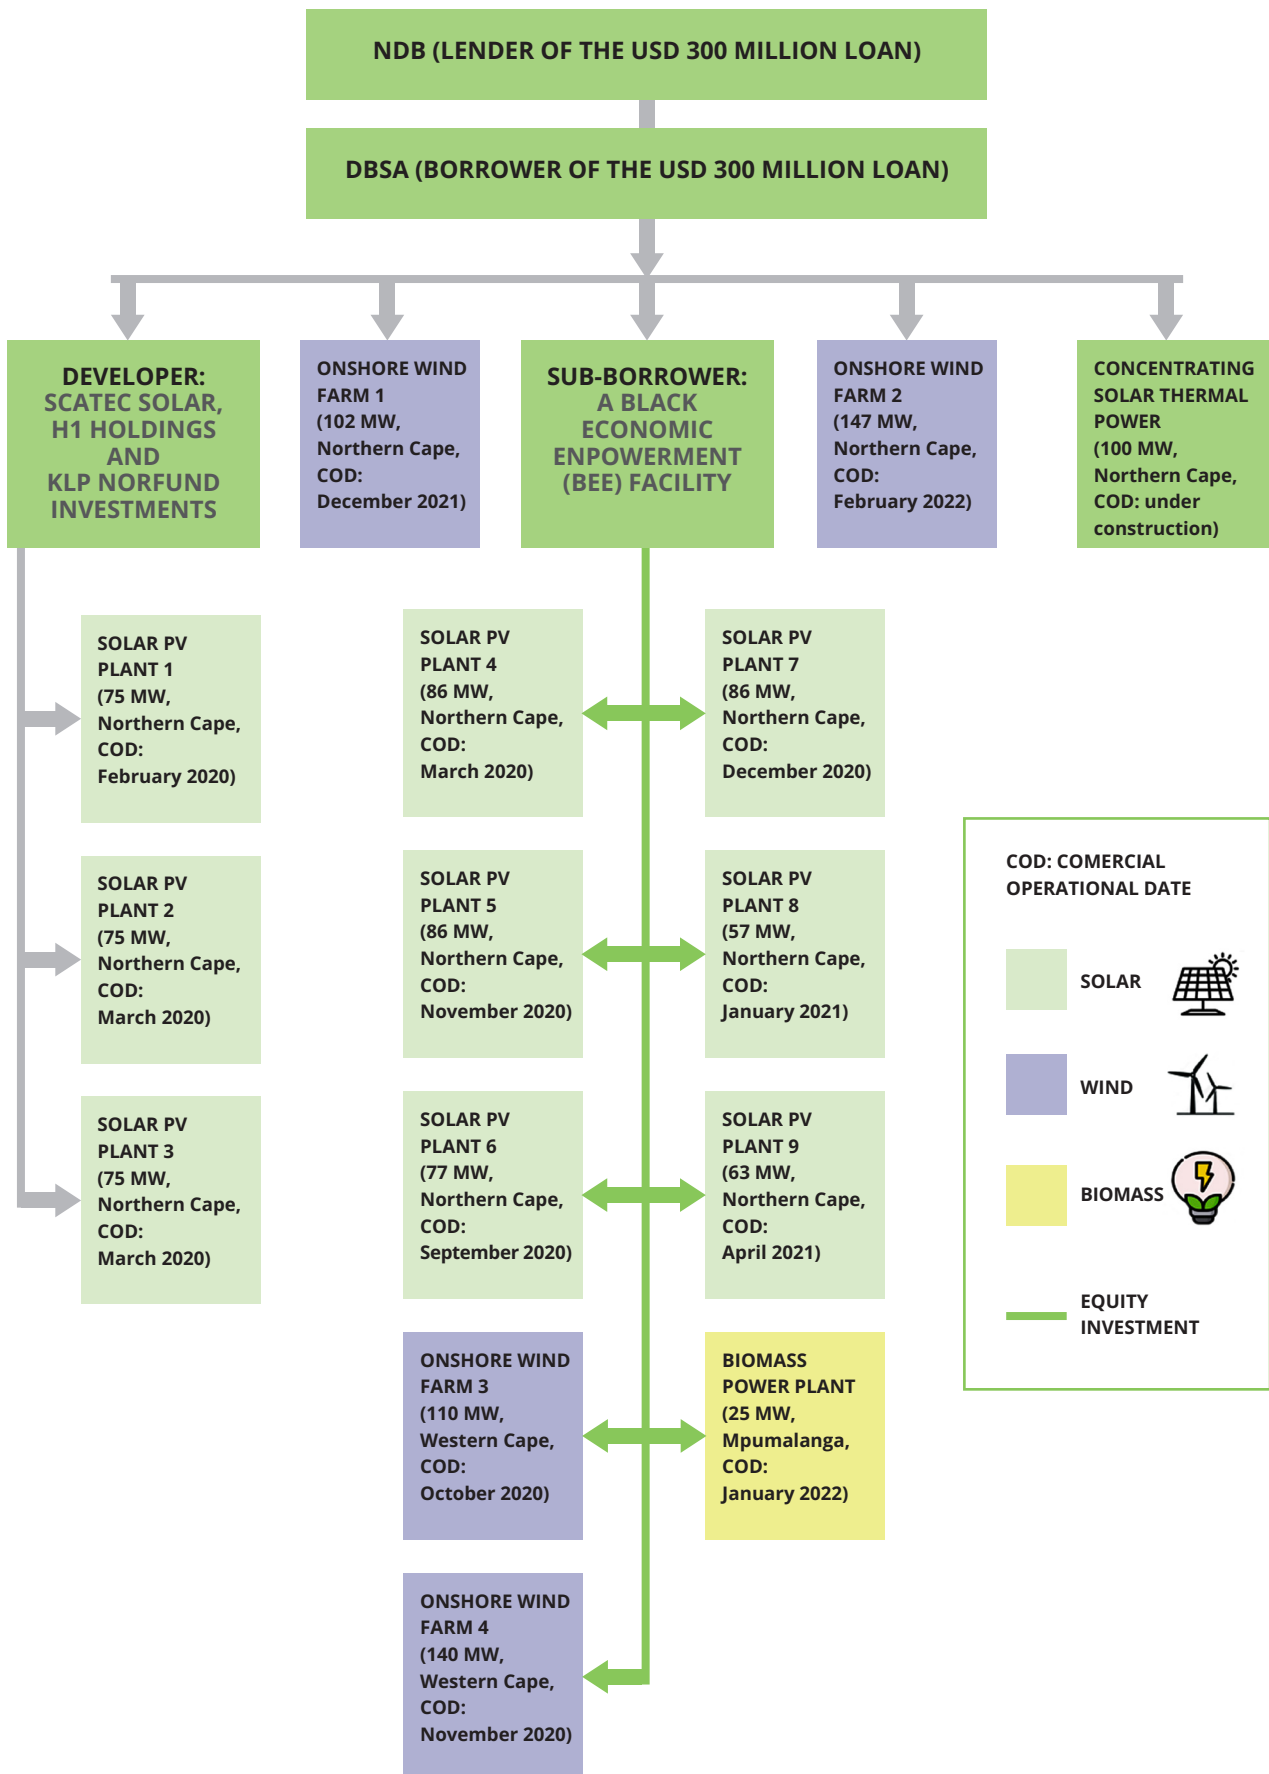 NDB (LENDER OF THE USD 300 MILLION LOAN)
DBSA (BORROWER OF THE USD 300 MILLION LOAN)
DEVELOPER:
SCATEC SOLAR,
H1 HOLDINGS
AND
KLP NORFUND
INVESTMENTS
ONSHORE WIND
FARM 1
(102 MW,
Northern Cape,
COD:
December 2021)
SUB-BORROWER:
A BLACK
ECONOMIC
ENPOWERMENT
(BEE) FACILITY
ONSHORE WIND
FARM 2
(147 MW,
Northern Cape,
COD:
February 2022)
CONCENTRATING
SOLAR THERMAL
POWER
(100 MW,
Northern Cape,
COD: under
construction)
SOLAR PV
PLANT 1
(75 MW,
Northern Cape,
COD:
February 2020)
SOLAR PV
PLANT 2
(75 MW,
Northern Cape,
COD:
March 2020)
SOLAR PV
PLANT 3
(75 MW,
Northern Cape,
COD:
March 2020)
SOLAR PV
PLANT 4
(86 MW,
Northern Cape,
COD:
March 2020)
SOLAR PV
PLANT 7
(86 MW,
Northern Cape,
COD:
December 2020)
SOLAR PV
PLANT 5
(86 MW,
Northern Cape,
COD:
November 2020)
SOLAR PV
PLANT 8
(57 MW,
Northern Cape,
COD:
January 2021)
SOLAR PV
PLANT 6
(77 MW,
Northern Cape,
COD:
September 2020)
SOLAR PV
PLANT 9
(63 MW,
Northern Cape,
COD:
April 2021)
ONSHORE WIND
FARM 3
(110 MW,
Western Cape,
COD:
October 2020)
BIOMASS
POWER PLANT
(25 MW,
Mpumalanga,
COD:
January 2022)
ONSHORE WIND
FARM 4
(140 MW,
Western Cape,
COD:
November 2020)
COD: COMERCIAL
OPERATIONAL DATE
SOLAR
WIND
BIOMASS
EQUITY
INVESTMENT